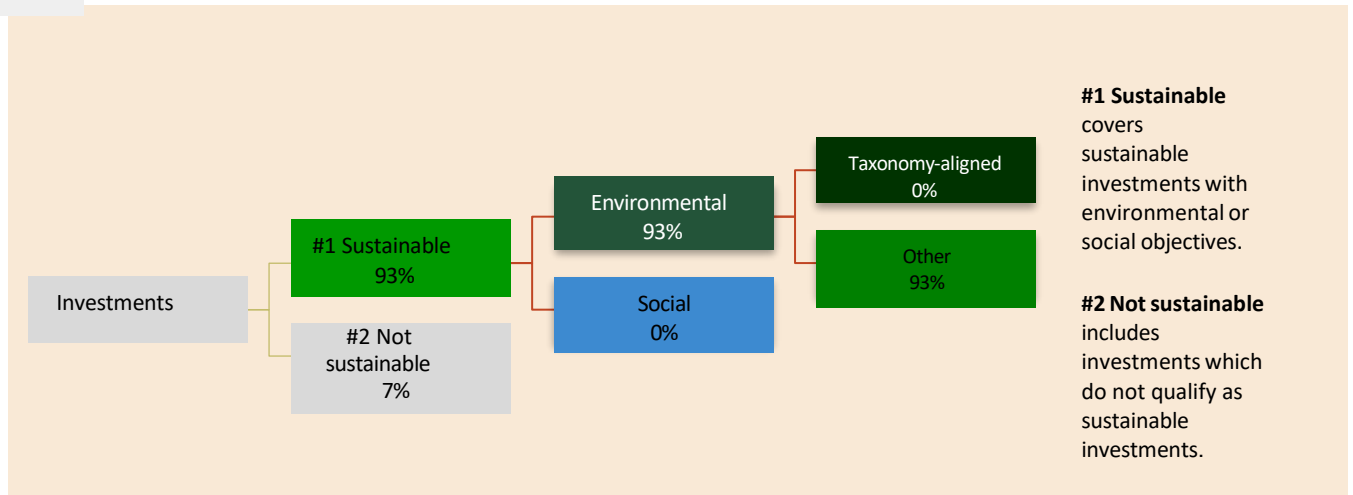 Investments
#1 Sustainable
93%
#2 Not
sustainable
7%
Environmental
93%
Social
0%
Taxonomy-aligned
0%
Other
93%
#1 Sustainable
covers
sustainable
investments with
environmental or
social objectives.
#2 Not sustainable
includes
investments which
do not qualify as
sustainable
investments.